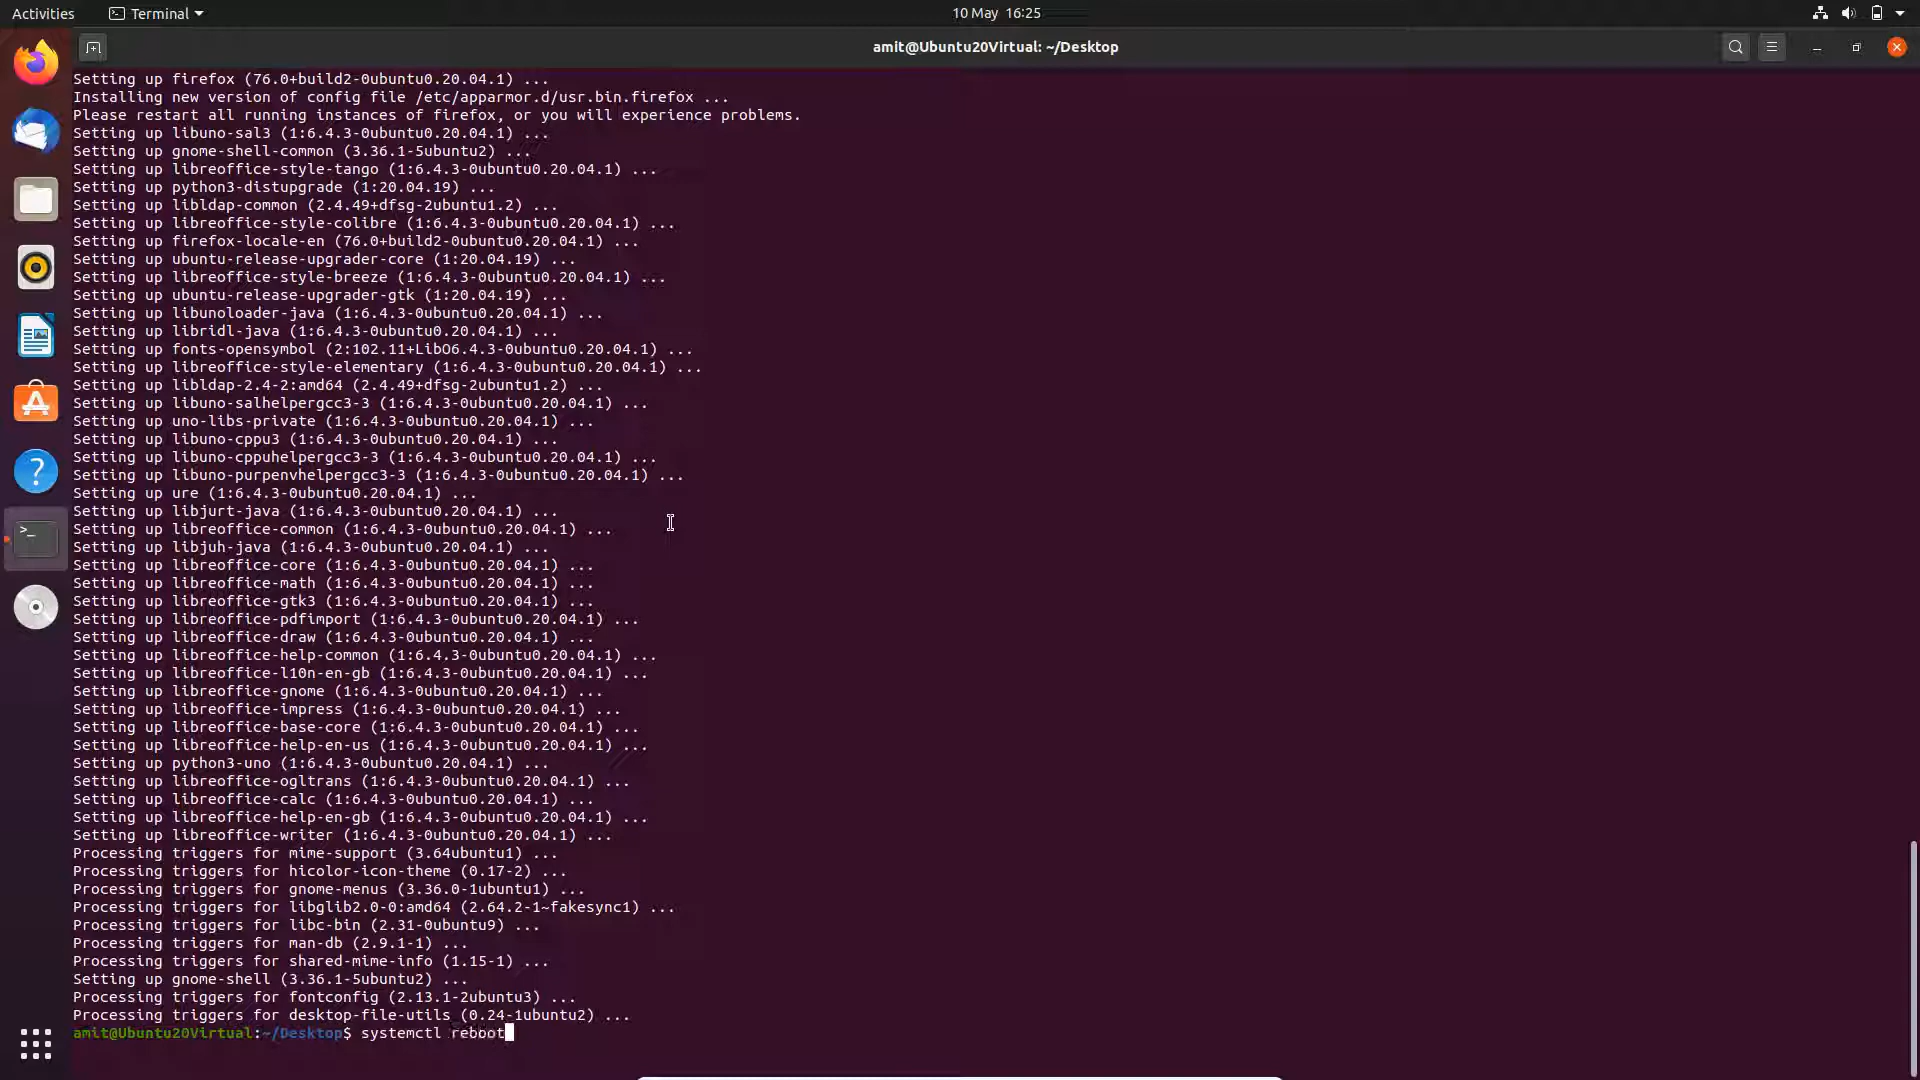 Activities
Terminal
10 May 16:25
amit@Ubuntu20Virtual: ~/Desktop
Setting up firefox (76.0+build2-0ubuntu0.20.04.1) ...
Installing new version of config file /etc/apparmor.d/usr.bin.firefox ...
Please restart all running instances of firefox, or you will experience problems.
Setting up libuno-sal3 (1:6.4.3-0ubuntu0.20.04.1) ...
Setting up gnome-shell-common (3.36.1-5ubuntu2) ...
Setting up libreoffice-style-tango (1:6.4.3-0ubuntu0.20.04.1) ...
Setting up python3-distupgrade (1:20.04.19) ...
Setting up libldap-common (2.4.49+dfsg-2ubuntu1.2) ...
Setting up libreoffice-style-colibre (1:6.4.3-0ubuntu0.20.04.1) ...
Setting up firefox-locale-en (76.0+build2-0ubuntu0.20.04.1) ...
Setting up ubuntu-release-upgrader-core (1:20.04.19) ...
Setting up libreoffice-style-breeze (1:6.4.3-0ubuntu0.20.04.1) ...
Setting up ubuntu-release-upgrader-gtk (1:20.04.19) ...
Setting up libunoloader-java (1:6.4.3-0ubuntu0.20.04.1) ...
Setting up libridl-java (1:6.4.3-0ubuntu0.20.04.1) ...
Setting up fonts-opensymbol (2:102.11+LibO6.4.3-0ubuntu0.20.04.1) ...
Setting up libreoffice-style-elementary (1:6.4.3-0ubuntu0.20.04.1) ...
Setting up libldap-2.4-2:amd64 (2.4.49+dfsg-2ubuntu1.2) ...
Setting up libuno-salhelpergcc3-3 (1:6.4.3-0ubuntu0.20.04.1) ...
Setting up uno-libs-private (1:6.4.3-0ubuntu0.20.04.1) ...
Setting up libuno-cppu3 (1:6.4.3-0ubuntu0.20.04.1) ...
Setting up libuno-cppuhelpergcc3-3 (1:6.4.3-0ubuntu0.20.04.1) ...
Setting up libuno-purpenvhelpergcc3-3 (1:6.4.3-0ubuntu0.20.04.1) ...
Setting up ure (1:6.4.3-0ubuntu0.20.04.1) ...
Setting up libjurt-java (1:6.4.3-0ubuntu0.20.04.1) ...
Setting up libreoffice-common (1:6.4.3-0ubuntu0.20.04.1) ...
Setting up libjuh-java (1:6.4.3-0ubuntu0.20.04.1) ...
Setting up libreoffice-core (1:6.4.3-0ubuntu0.20.04.1) ...
Setting up libreoffice-math (1:6.4.3-0ubuntu0.20.04.1) ...
Setting up libreoffice-gtk3 (1:6.4.3-0ubuntu0.20.04.1) ...
Setting up libreoffice-pdfimport (1:6.4.3-0ubuntu0.20.04.1) ...
Setting up libreoffice-draw (1:6.4.3-0ubuntu0.20.04.1) ...
Setting up libreoffice-help-common (1:6.4.3-0ubuntu0.20.04.1) ...
Setting up libreoffice-l10n-en-gb (1:6.4.3-0ubuntu0.20.04.1) ...
Setting up libreoffice-gnome (1:6.4.3-0ubuntu0.20.04.1) ...
Setting up libreoffice-impress (1:6.4.3-0ubuntu0.20.04.1) ...
Setting up libreoffice-base-core (1:6.4.3-0ubuntu0.20.04.1) ...
Setting up libreoffice-help-en-us (1:6.4.3-0ubuntu0.20.04.1) ...
Setting up python3-uno (1:6.4.3-0ubuntu0.20.04.1) ...
Setting up libreoffice-ogltrans (1:6.4.3-0ubuntu0.20.04.1) ...
Setting up libreoffice-calc (1:6.4.3-0ubuntu0.20.04.1) ...
Setting up libreoffice-help-en-gb (1:6.4.3-0ubuntu0.20.04.1) ...
Setting up libreoffice-writer (1:6.4.3-0ubuntu0.20.04.1) ...
Processing triggers for mime-support (3.64ubuntu1) ...
Processing triggers for hicolor-icon-theme (0.17-2) ...
Processing triggers for gnome-menus (3.36.0-1ubuntu1) ...
Processing triggers for libglib2.0-0:amd64 (2.64.2-1~fakesync1) ...
Processing triggers for libc-bin (2.31-0ubuntu9) ...
Processing triggers for man-db (2.9.1-1) ...
Processing triggers for shared-mime-info (1.15-1) ...
Setting up gnome-shell (3.36.1-5ubuntu2) ...
Processing triggers for fontconfig (2.13.1-2ubuntu3) ...
Processing triggers for desktop-file-utils (0.24-1ubuntu2) ...
amit@Ubuntu20Virtual:~/Desktop$ systemctl rebbot